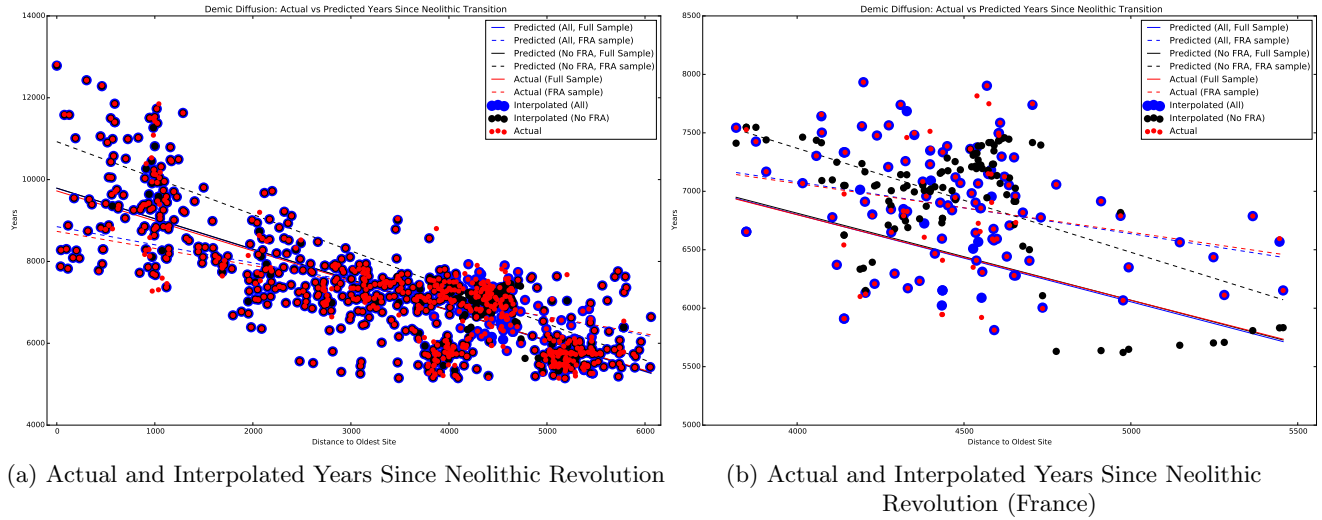 Demic Diffusion: Actual vs Predicted Years Since Neolithic Transition
14000
12000
10000
8000
6000
4000
Years
0
1000
2000
3000
4000
5000
6000
Distance to Oldest Site
Predicted (All, Full Sample)
Predicted (All, FRA sample)
Predicted (No FRA, Full Sample)
Predicted (No FRA, FRA sample)
Actual (Full Sample)
Actual (FRA sample)
Interpolated (All)
Interpolated (No FRA)
Actual
(a) Actual and Interpolated Years Since Neolithic Revolution
Demic Diffusion: Actual vs Predicted Years Since Neolithic Transition
8500
8000
7500
7000
6500
6000
5500
5000
Years
4000
4500
5000
5500
Distance to Oldest Site
Predicted (All, Full Sample)
Predicted (All, FRA sample)
Predicted (No FRA, Full Sample)
Predicted (No FRA, FRA sample)
Actual (Full Sample)
Actual (FRA sample)
Interpolated (All)
Interpolated (No FRA)
Actual
(b) Actual and Interpolated Years Since Neolithic
Revolution (France)